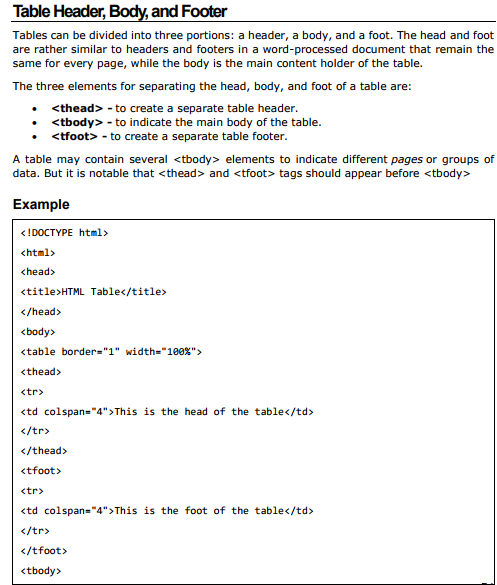 Table Header, Body, and Footer
Tables can be divided into three portions: a header, a body, and a foot. The head and foot
are rather similar to headers and footers in a word-processed document that remain the
same for every page, while the body is the main content holder of the table.
The three elements for separating the head, body, and foot of a table are:
• <thead> - to create a separate table header.
• <tbody> - to indicate the main body of the table.
• <tfoot> - to create a separate table footer.
A table may contain several <tbody> elements to indicate different pages or groups of
data. But it is notable that <thead> and <tfoot> tags should appear before <tbody>
Example
<!DOCTYPE html>
<html>
<head>
<title>HTML Table</title>
</head>
<body>
<table border="1" width="100%">
<thead>
<tr>
<td colspan="4">This is the head of the table</td>
</tr>
</thead>
<tfoot>
<tr>
<td colspan="4">This is the foot of the table</td>
</tr>
</tfoot>
<tbody>